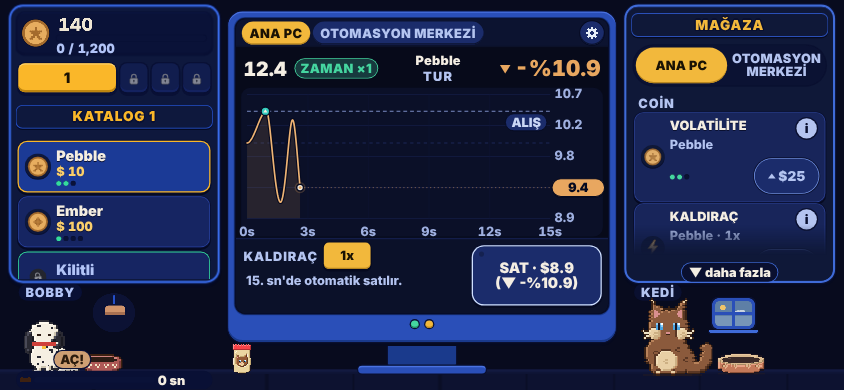 140
0 / 1,200
1
KATALOG 1
Pebble
$ 10
Ember
$ 100
Kilitli
BOBBY
AÇ!
0 sn
ANA PC
OTOMASYON MERKEZİ
12.4
ZAMAN ×1
Pebble
TUR
▼ -%10.9
10.7
ALIŞ
10.2
9.8
9.4
8.9
0s 3s 6s 9s 12s 15s
KALDIRAÇ
1x
15. sn'de otomatik satılır.
SAT · $8.9
(▼ -%10.9)
MAĞAZA
ANA PC
OTOMASYON
MERKEZİ
COİN
VOLATİLİTE
i
Pebble
▲$25
KALDIRAÇ
i
Pebble · 1x
▼ daha fazla
KEDİ